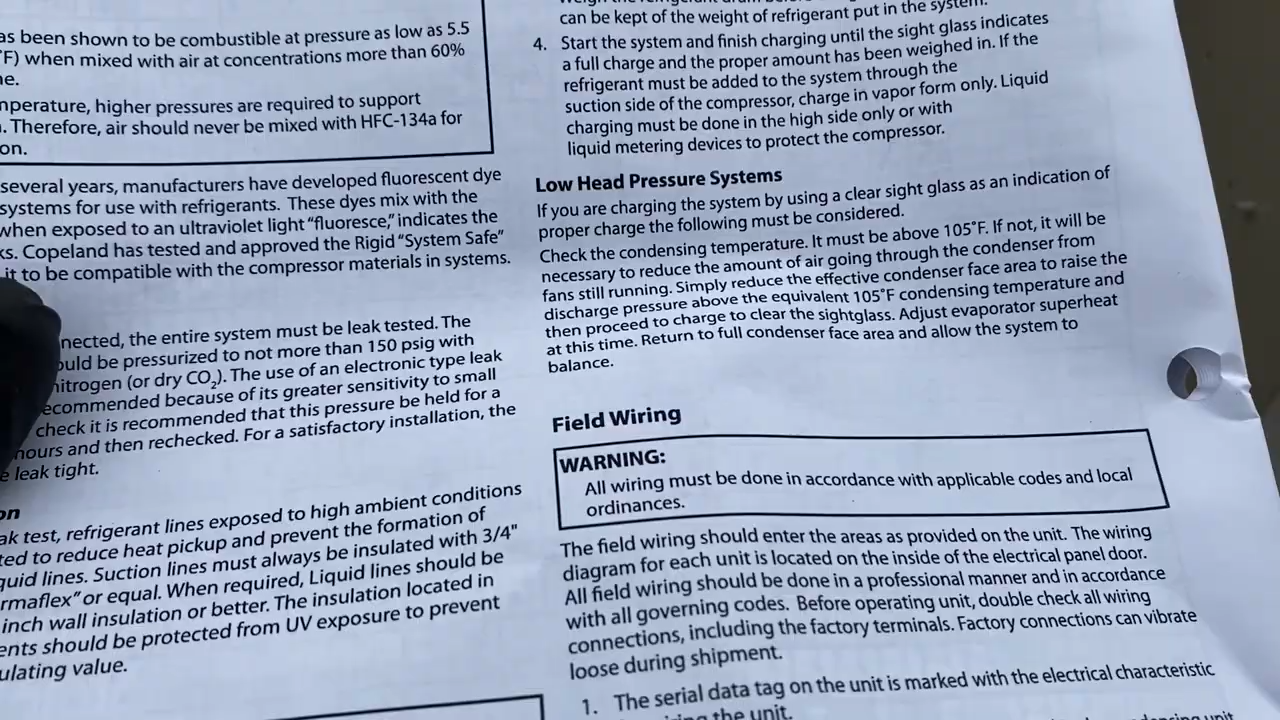 as been shown to be combustible at pressure as low as 5.5
°F) when mixed with air at concentrations more than 60%
ne.
nperature, higher pressures are required to support
. Therefore, air should never be mixed with HFC-134a for
on.
several years, manufacturers have developed fluorescent dye
systems for use with refrigerants. These dyes mix with the
when exposed to an ultraviolet light “fluoresce,” indicates the
ks. Copeland has tested and approved the Rigid “System Safe”
it to be compatible with the compressor materials in systems.
nected, the entire system must be leak tested. The
ould be pressurized to not more than 150 psig with
nitrogen (or dry CO₂). The use of an electronic type leak
ecommended because of its greater sensitivity to small
check it is recommended that this pressure be held for a
hours and then rechecked. For a satisfactory installation, the
e leak tight.
on
ak test, refrigerant lines exposed to high ambient conditions
ted to reduce heat pickup and prevent the formation of
quid lines. Suction lines must always be insulated with 3/4"
rmaflex” or equal. When required, Liquid lines should be
inch wall insulation or better. The insulation located in
ents should be protected from UV exposure to prevent
ulating value.
can be kept of the weight of refrigerant put in the system.
4. Start the system and finish charging until the sight glass indicates
a full charge and the proper amount has been weighed in. If the
refrigerant must be added to the system through the
suction side of the compressor, charge in vapor form only. Liquid
charging must be done in the high side only or with
liquid metering devices to protect the compressor.
Low Head Pressure Systems
If you are charging the system by using a clear sight glass as an indication of
proper charge the following must be considered.
Check the condensing temperature. It must be above 105°F. If not, it will be
necessary to reduce the amount of air going through the condenser from
fans still running. Simply reduce the effective condenser face area to raise the
discharge pressure above the equivalent 105°F condensing temperature and
then proceed to charge to clear the sightglass. Adjust evaporator superheat
at this time. Return to full condenser face area and allow the system to
balance.
Field Wiring
WARNING:
All wiring must be done in accordance with applicable codes and local
ordinances.
The field wiring should enter the areas as provided on the unit. The wiring
diagram for each unit is located on the inside of the electrical panel door.
All field wiring should be done in a professional manner and in accordance
with all governing codes. Before operating unit, double check all wiring
connections, including the factory terminals. Factory connections can vibrate
loose during shipment.
1. The serial data tag on the unit is marked with the electrical characteristic
the unit.